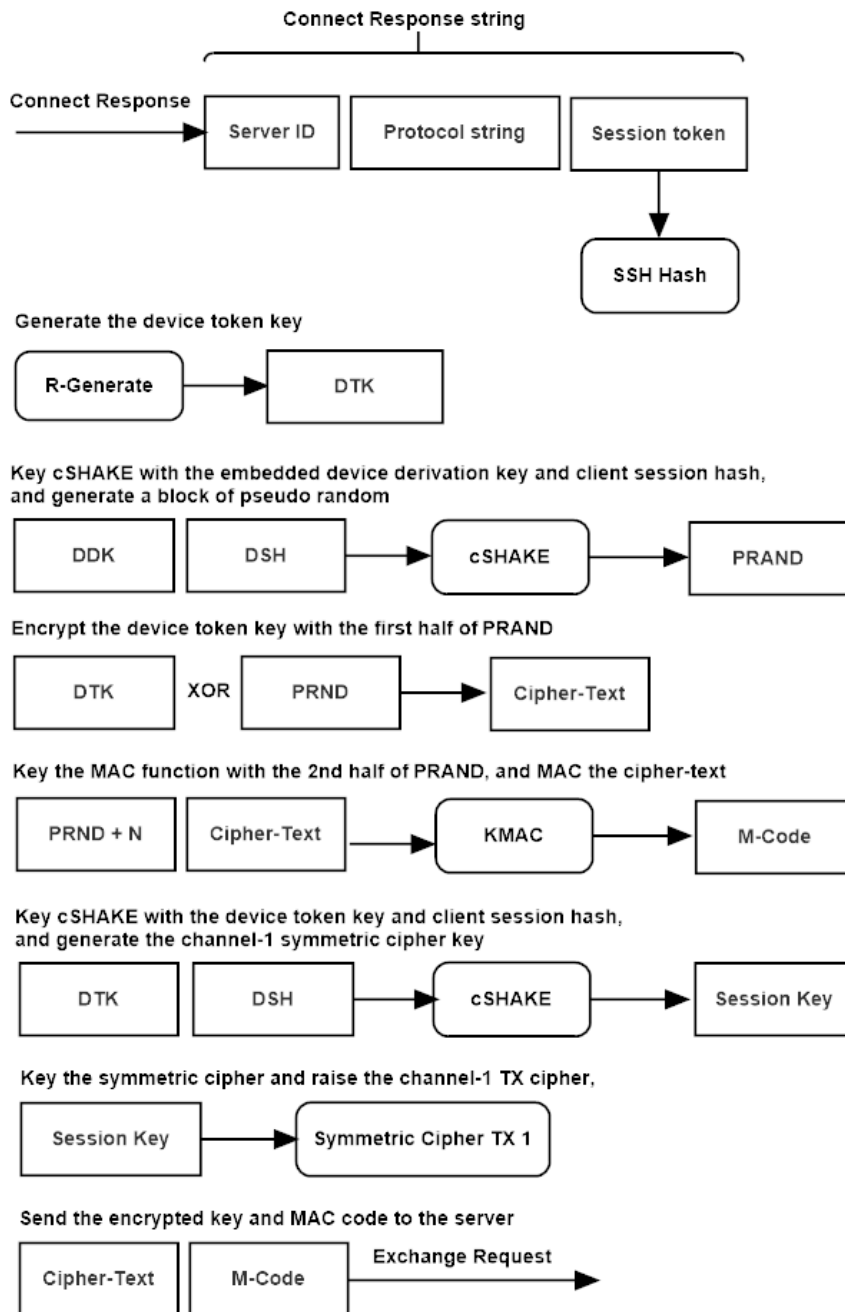 Connect Response string
Connect Response
Server ID
Protocol string
Session token
SSH Hash
Generate the device token key
R-Generate
DTK
Key cSHAKE with the embedded device derivation key and client session hash,
and generate a block of pseudo random
DDK
DSH
cSHAKE
PRAND
Encrypt the device token key with the first half of PRAND
DTK
XOR
PRND
Cipher-Text
Key the MAC function with the 2nd half of PRAND, and MAC the cipher-text
PRND + N
Cipher-Text
KMAC
M-Code
Key cSHAKE with the device token key and client session hash,
and generate the channel-1 symmetric cipher key
DTK
DSH
cSHAKE
Session Key
Key the symmetric cipher and raise the channel-1 TX cipher,
Session Key
Symmetric Cipher TX 1
Send the encrypted key and MAC code to the server
Cipher-Text
M-Code
Exchange Request